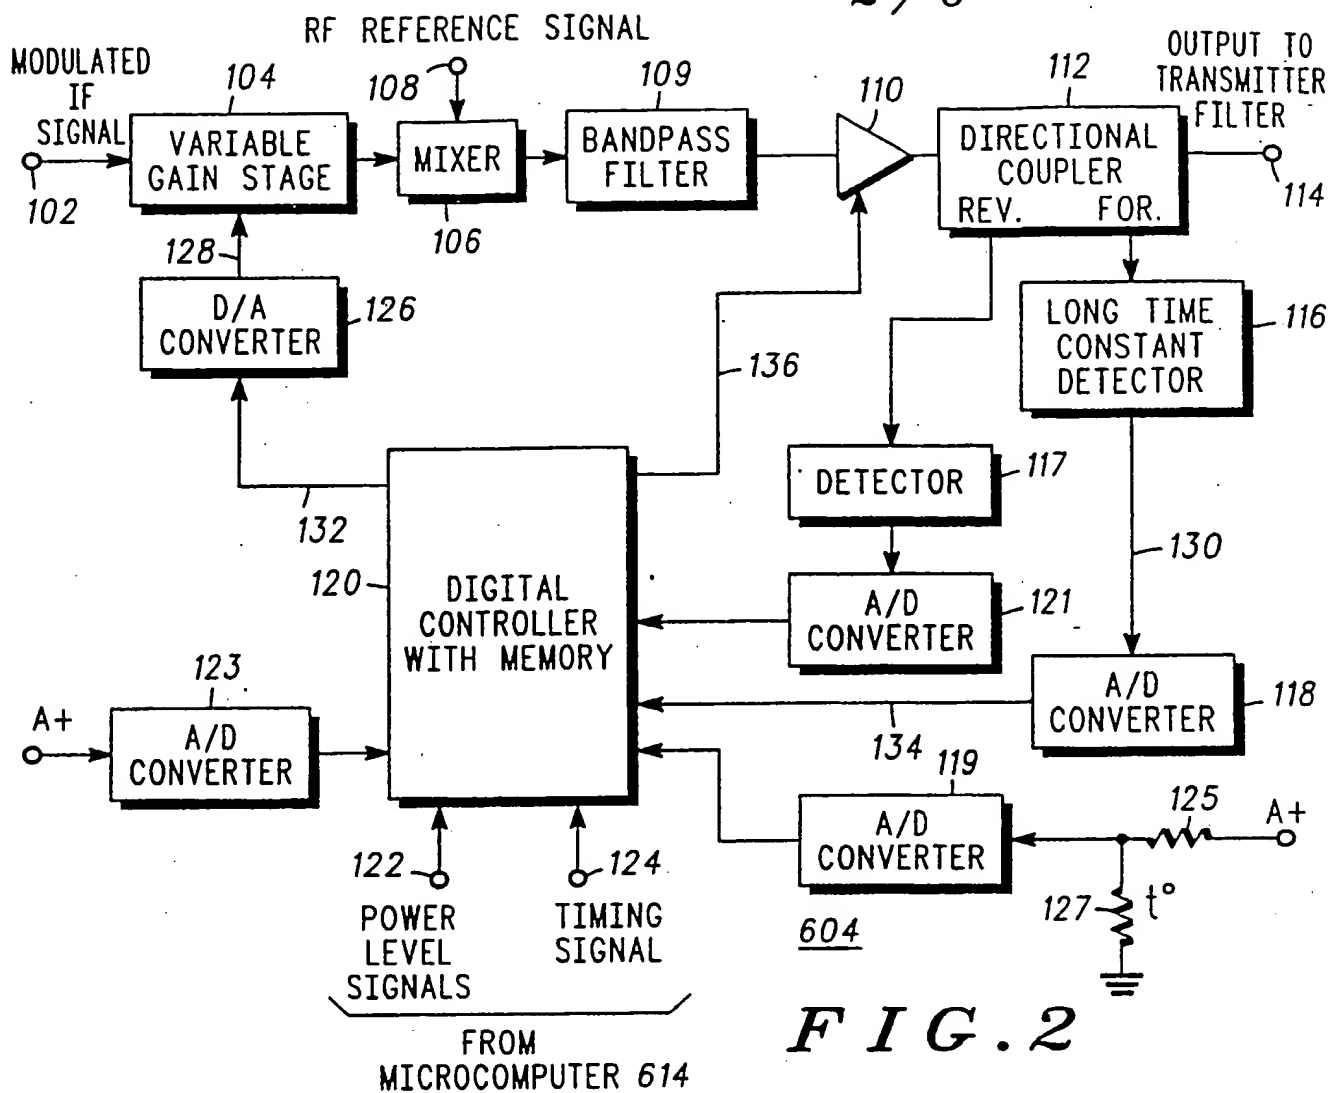 RF REFERENCE SIGNAL
MODULATED
IF
SIGNAL
102
104
VARIABLE
GAIN STAGE
108
MIXER
106
109
BANDPASS
FILTER
110
112
DIRECTIONAL
COUPLER
REV. FOR.
OUTPUT TO
TRANSMITTER
FILTER
114
128
D/A
CONVERTER
126
136
LONG TIME
CONSTANT
DETECTOR
116
132
DETECTOR
117
130
120
DIGITAL
CONTROLLER
WITH MEMORY
A/D
CONVERTER
121
123
A+
A/D
CONVERTER
A/D
CONVERTER
118
134
119
A/D
CONVERTER
125
A+
127
t°
122
124
POWER
LEVEL
SIGNALS
TIMING
SIGNAL
604
FROM
MICROCOMPUTER 614
FIG.2